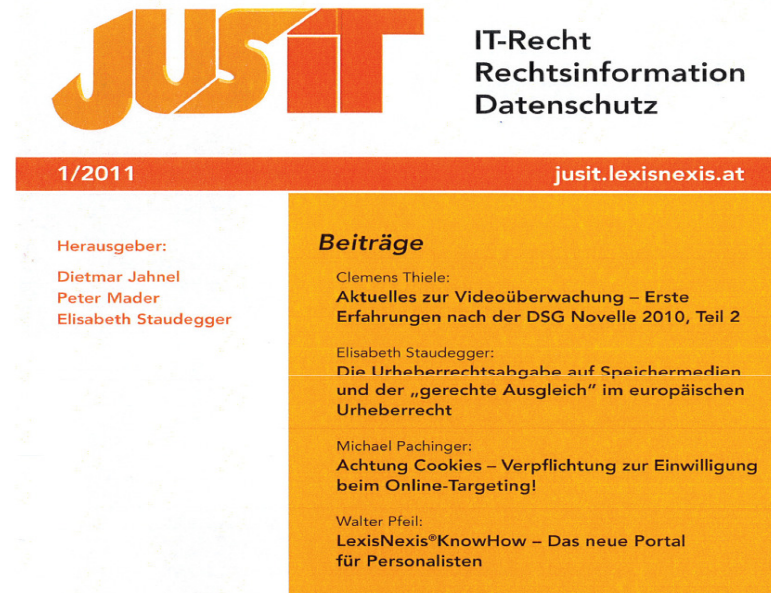 jusIT
IT-Recht
Rechtsinformation
Datenschutz
1/2011
jusit.lexisnexis.at
Herausgeber:
Dietmar Jahnel
Peter Mader
Elisabeth Staudegger
Beiträge
Clemens Thiele:
Aktuelles zur Videoüberwachung – Erste
Erfahrungen nach der DSG Novelle 2010, Teil 2
Elisabeth Staudegger:
Die Urheberrechtsabgabe auf Speichermedien
und der „gerechte Ausgleich“ im europäischen
Urheberrecht
Michael Pachinger:
Achtung Cookies – Verpflichtung zur Einwilligung
beim Online-Targeting!
Walter Pfeil:
LexisNexis®KnowHow – Das neue Portal
für Personalisten